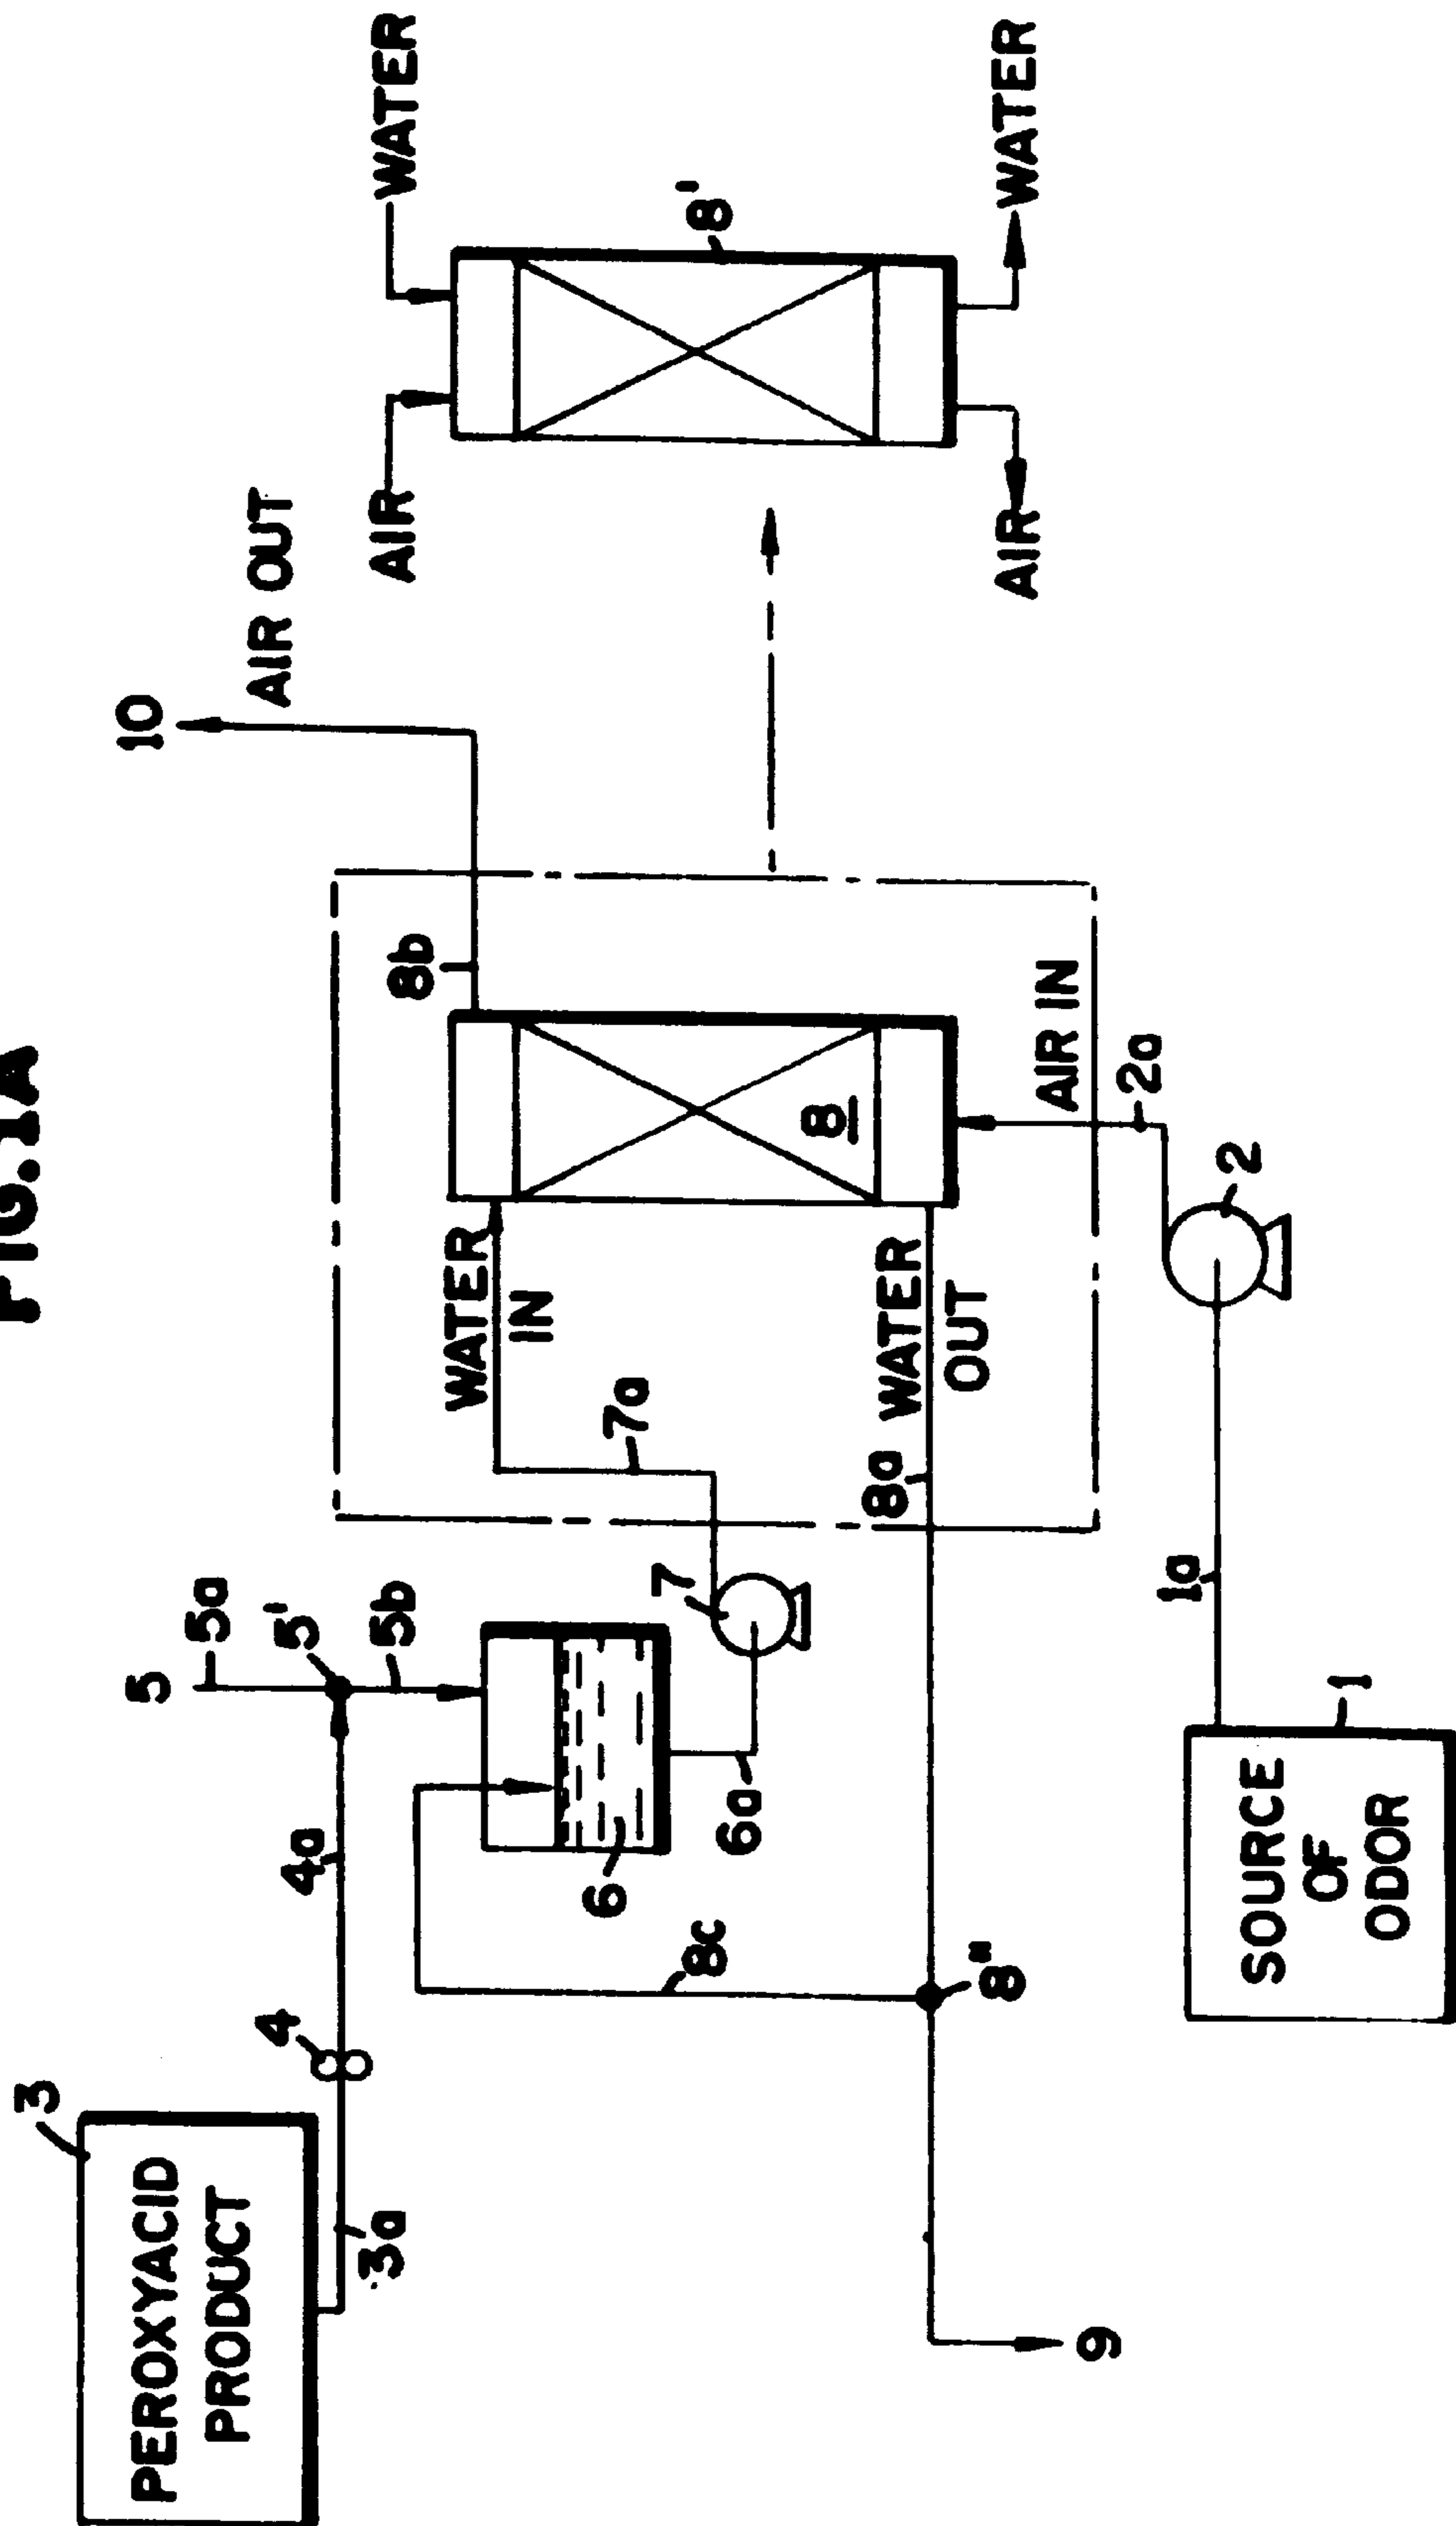 FIG.1A
3
PEROXYACID
PRODUCT
3a
4
4a
5
5a
5'
5b
6
6a
7
7a
8c
WATER
IN
8
8b
10
AIR OUT
8a
WATER
OUT
AIR IN
2a
2
1a
1
SOURCE
OF
ODOR
8"
9
AIR
WATER
8'
AIR
WATER